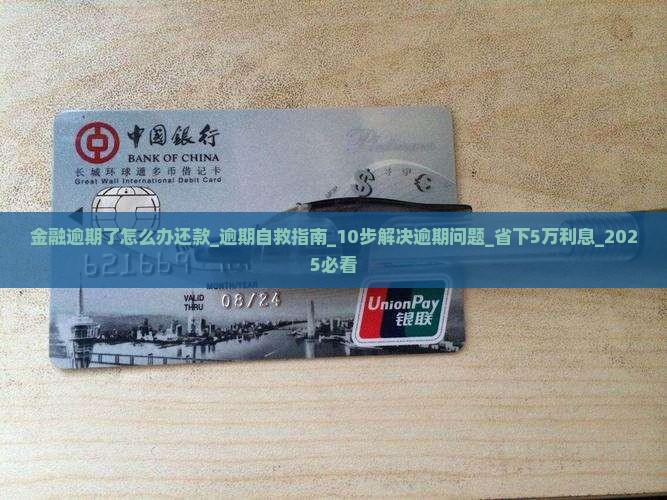 中国银行
BANK OF CHINA
长城环球通多币借记卡
Great Wall International Debit Card
金融逾期了怎么办还款_逾期自救指南_10步解决逾期问题_省下5万利息_202
5必看
621669
MONTH/YEAR
VALID
THRU
08/24
UnionPay
银联